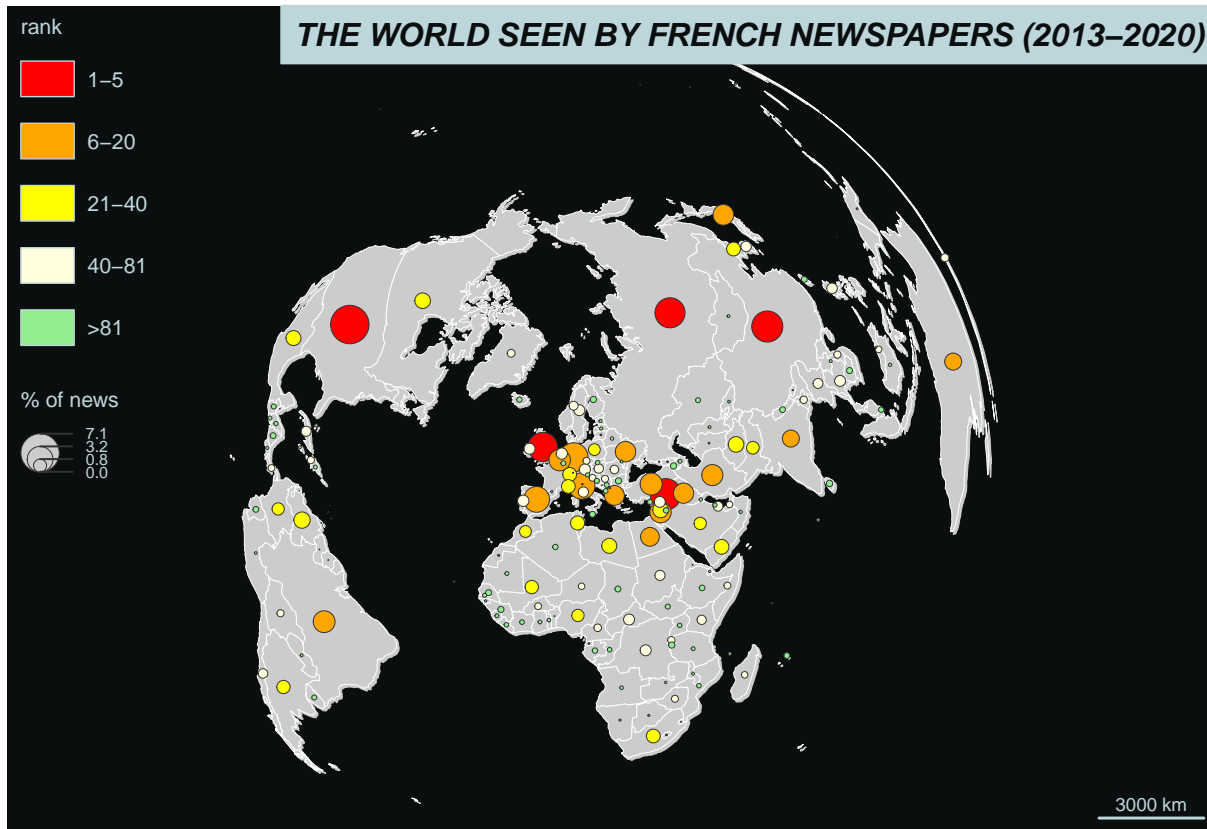 THE WORLD SEEN BY FRENCH NEWSPAPERS (2013–2020)
rank
1–5
6–20
21–40
40–81
>81
% of news
7.1
3.2
0.8
0.0
3000 km